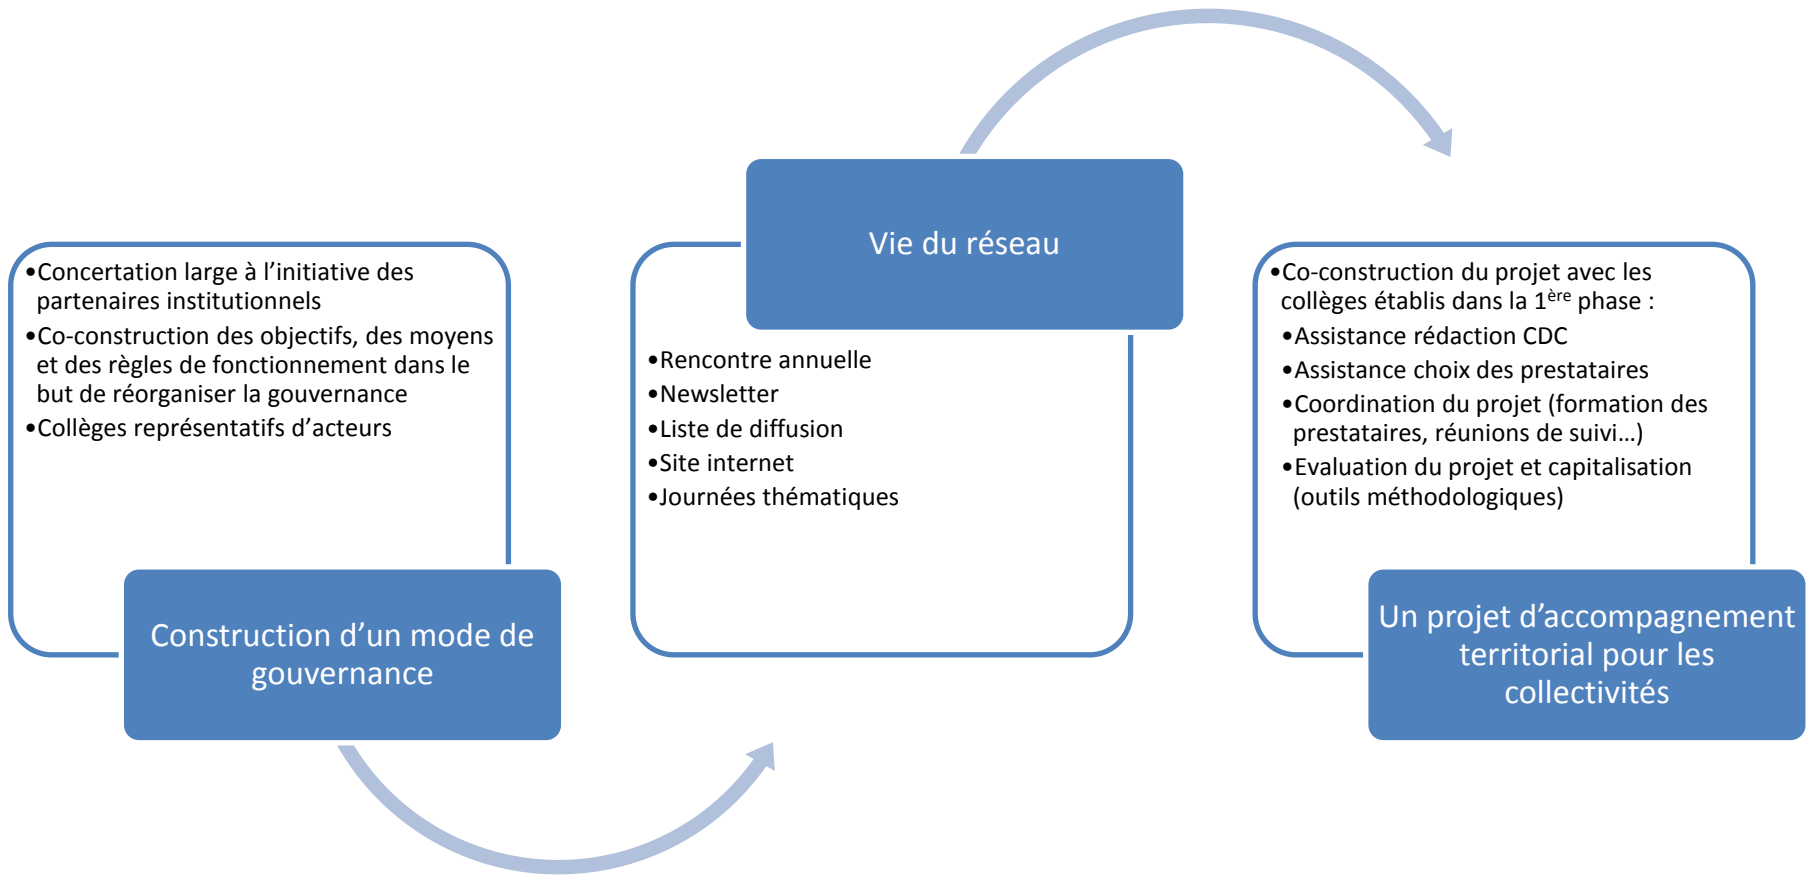 •Concertation large à l’initiative des
partenaires institutionnels
•Co-construction des objectifs, des moyens
et des règles de fonctionnement dans le
but de réorganiser la gouvernance
•Collèges représentatifs d’acteurs
Construction d’un mode de
gouvernance
Vie du réseau
•Rencontre annuelle
•Newsletter
•Liste de diffusion
•Site internet
•Journées thématiques
•Co-construction du projet avec les
collèges établis dans la 1ère phase :
•Assistance rédaction CDC
•Assistance choix des prestataires
•Coordination du projet (formation des
prestataires, réunions de suivi…)
•Evaluation du projet et capitalisation
(outils méthodologiques)
Un projet d’accompagnement
territorial pour les
collectivités